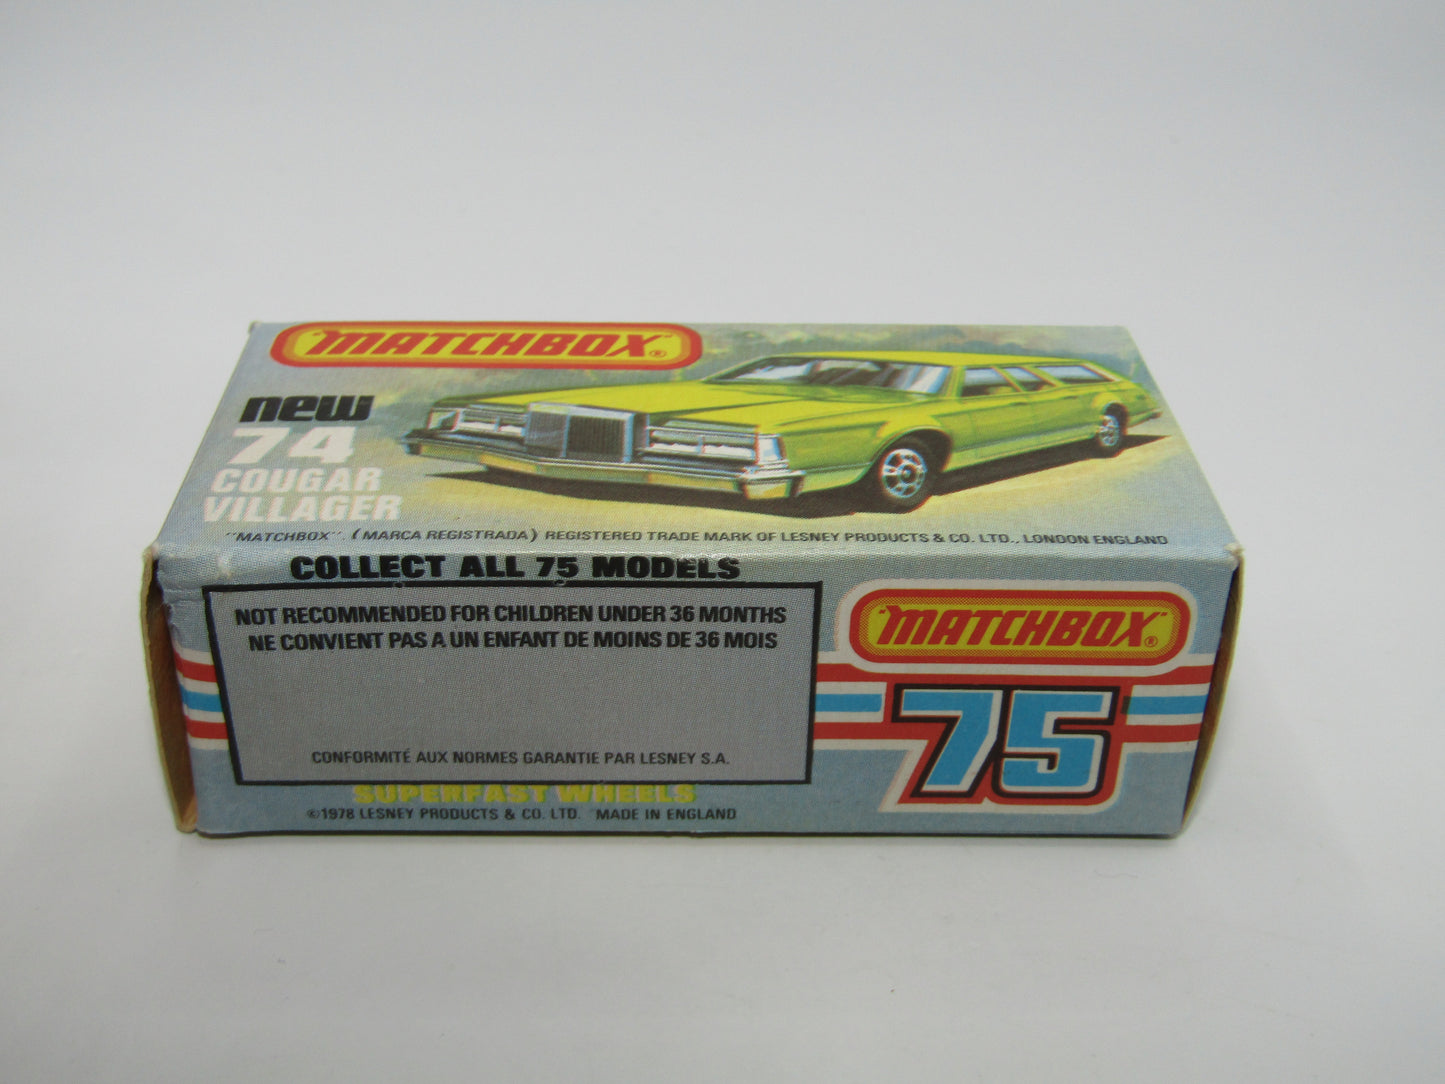 "MATCHBOX"®
new
74
COUGAR
VILLAGER
"MATCHBOX". (MARCA REGISTRADA) REGISTERED TRADE MARK OF LESNEY PRODUCTS & CO. LTD., LONDON ENGLAND
COLLECT ALL 75 MODELS
NOT RECOMMENDED FOR CHILDREN UNDER 36 MONTHS
NE CONVIENT PAS A UN ENFANT DE MOINS DE 36 MOIS
CONFORMITÉ AUX NORMES GARANTIE PAR LESNEY S.A.
SUPERFAST WHEELS
©1978 LESNEY PRODUCTS & CO. LTD. MADE IN ENGLAND
"MATCHBOX"®
75